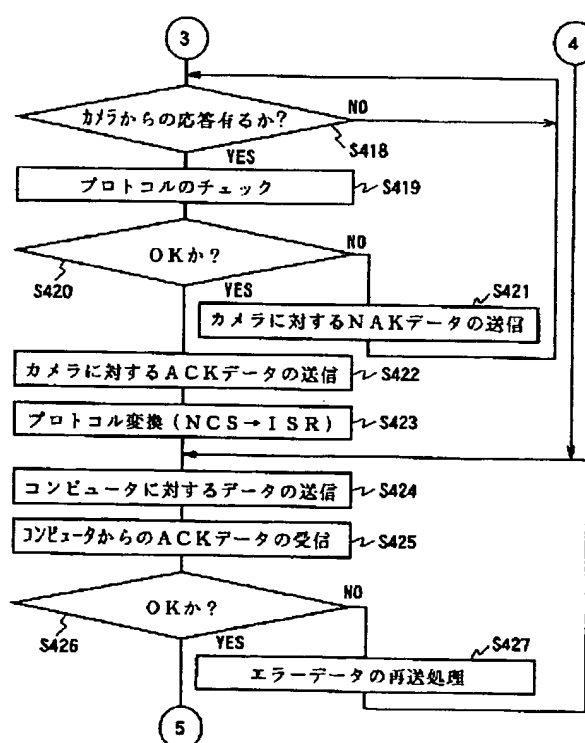 3
4
カメラからの応答有るか?
NO
S418
YES
プロトコルのチェック
S419
OKか?
NO
S420
YES
S421
カメラに対するNAKデータの送信
カメラに対するACKデータの送信
S422
プロトコル変換(NCS→ISR)
S423
コンピュータに対するデータの送信
S424
コンピュータからのACKデータの受信
S425
OKか?
NO
S426
YES
S427
エラーデータの再送処理
5